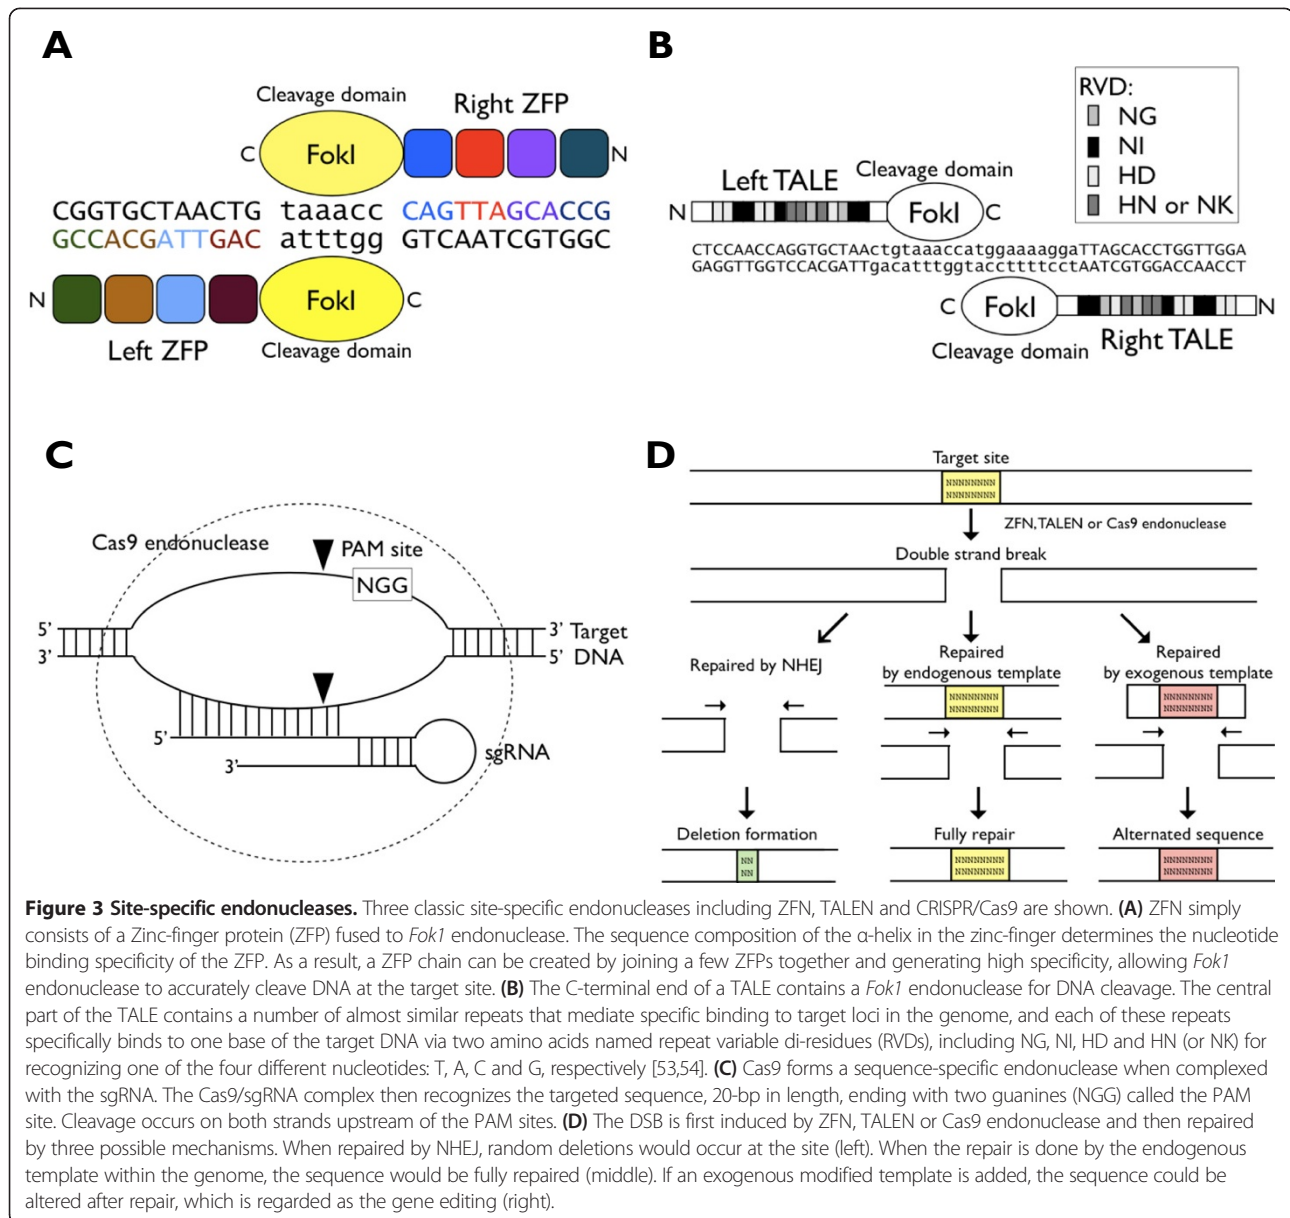 A
Cleavage domain
Right ZFP
C
FokI
N
CGGTGCTAACTG taaacc CAGTTAGCACCG
GCCACGATTGAC atttgg GTCAATCGTGGC
N
FokI
C
Left ZFP
Cleavage domain
B
RVD:
NG
NI
HD
HN or NK
Cleavage domain
Left TALE
N
FokI
C
CTCCAACCAGGTGCTAActgtaaaccatggaaaaggaTTAGCACCTGGTTGGA
GAGGTTGGTCCACGATTgacatttggtaccttttcctAATCGTGGACCAACCT
C
FokI
N
Cleavage domain
Right TALE
C
Cas9 endonuclease
PAM site
NGG
5’
3’
Target
3’
5’
DNA
5’
sgRNA
3’
D
Target site
NNNNNNNN
NNNNNNNN
ZFN, TALEN or Cas9 endonuclease
Double strand break
Repaired by NHEJ
Repaired
by endogenous template
NNNNNNNN
NNNNNNNN
Repaired
by exogenous template
NNNNNNNN
NNNNNNNN
Deletion formation
NN
NN
Fully repair
NNNNNNNN
NNNNNNNN
Alternated sequence
NNNNNNNN
NNNNNNNN
Figure 3 Site-specific endonucleases. Three classic site-specific endonucleases including ZFN, TALEN and CRISPR/Cas9 are shown. (A) ZFN simply
consists of a Zinc-finger protein (ZFP) fused to Fok1 endonuclease. The sequence composition of the α-helix in the zinc-finger determines the nucleotide
binding specificity of the ZFP. As a result, a ZFP chain can be created by joining a few ZFPs together and generating high specificity, allowing Fok1
endonuclease to accurately cleave DNA at the target site. (B) The C-terminal end of a TALE contains a Fok1 endonuclease for DNA cleavage. The central
part of the TALE contains a number of almost similar repeats that mediate specific binding to target loci in the genome, and each of these repeats
specifically binds to one base of the target DNA via two amino acids named repeat variable di-residues (RVDs), including NG, NI, HD and HN (or NK) for
recognizing one of the four different nucleotides: T, A, C and G, respectively [53,54]. (C) Cas9 forms a sequence-specific endonuclease when complexed
with the sgRNA. The Cas9/sgRNA complex then recognizes the targeted sequence, 20-bp in length, ending with two guanines (NGG) called the PAM
site. Cleavage occurs on both strands upstream of the PAM sites. (D) The DSB is first induced by ZFN, TALEN or Cas9 endonuclease and then repaired
by three possible mechanisms. When repaired by NHEJ, random deletions would occur at the site (left). When the repair is done by the endogenous
template within the genome, the sequence would be fully repaired (middle). If an exogenous modified template is added, the sequence could be
altered after repair, which is regarded as the gene editing (right).